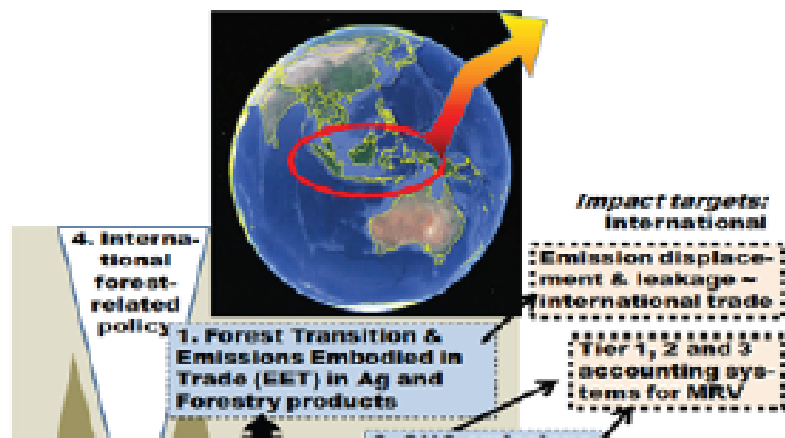 Impact targets:
International
4. Interna-
tional
forest-
related
policy
Emission displace-
ment & leakage ~
international trade
1. Forest Transition &
Emissions Embodied in
Trade (EET) in Ag and
Forestry products
Tier 1, 2 and 3
accounting sys-
tems for MRV